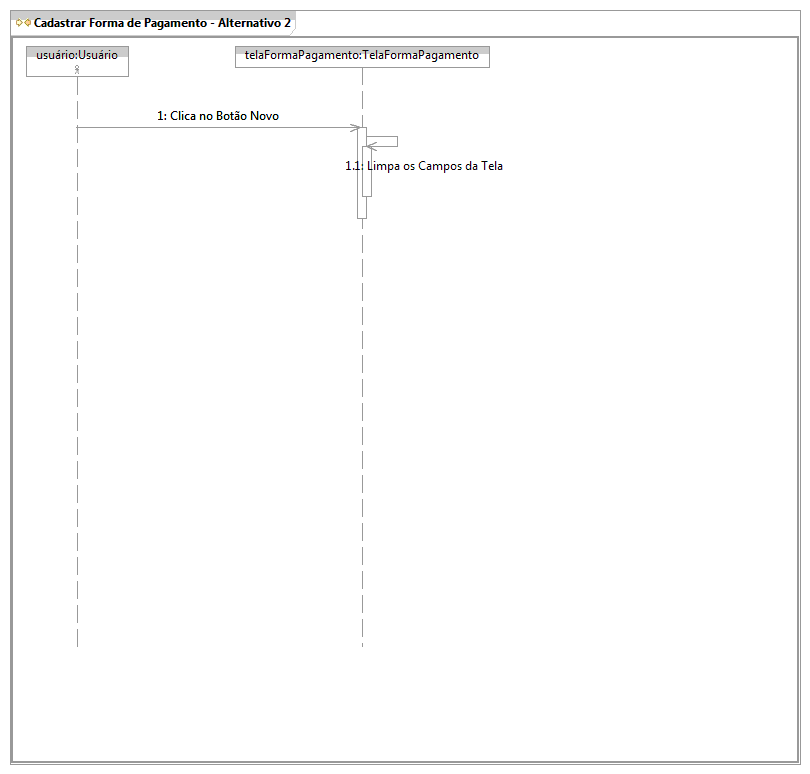 Cadastrar Forma de Pagamento - Alternativo 2
usuário:Usuário
telaFormaPagamento:TelaFormaPagamento
1: Clica no Botão Novo
1.1: Limpa os Campos da Tela